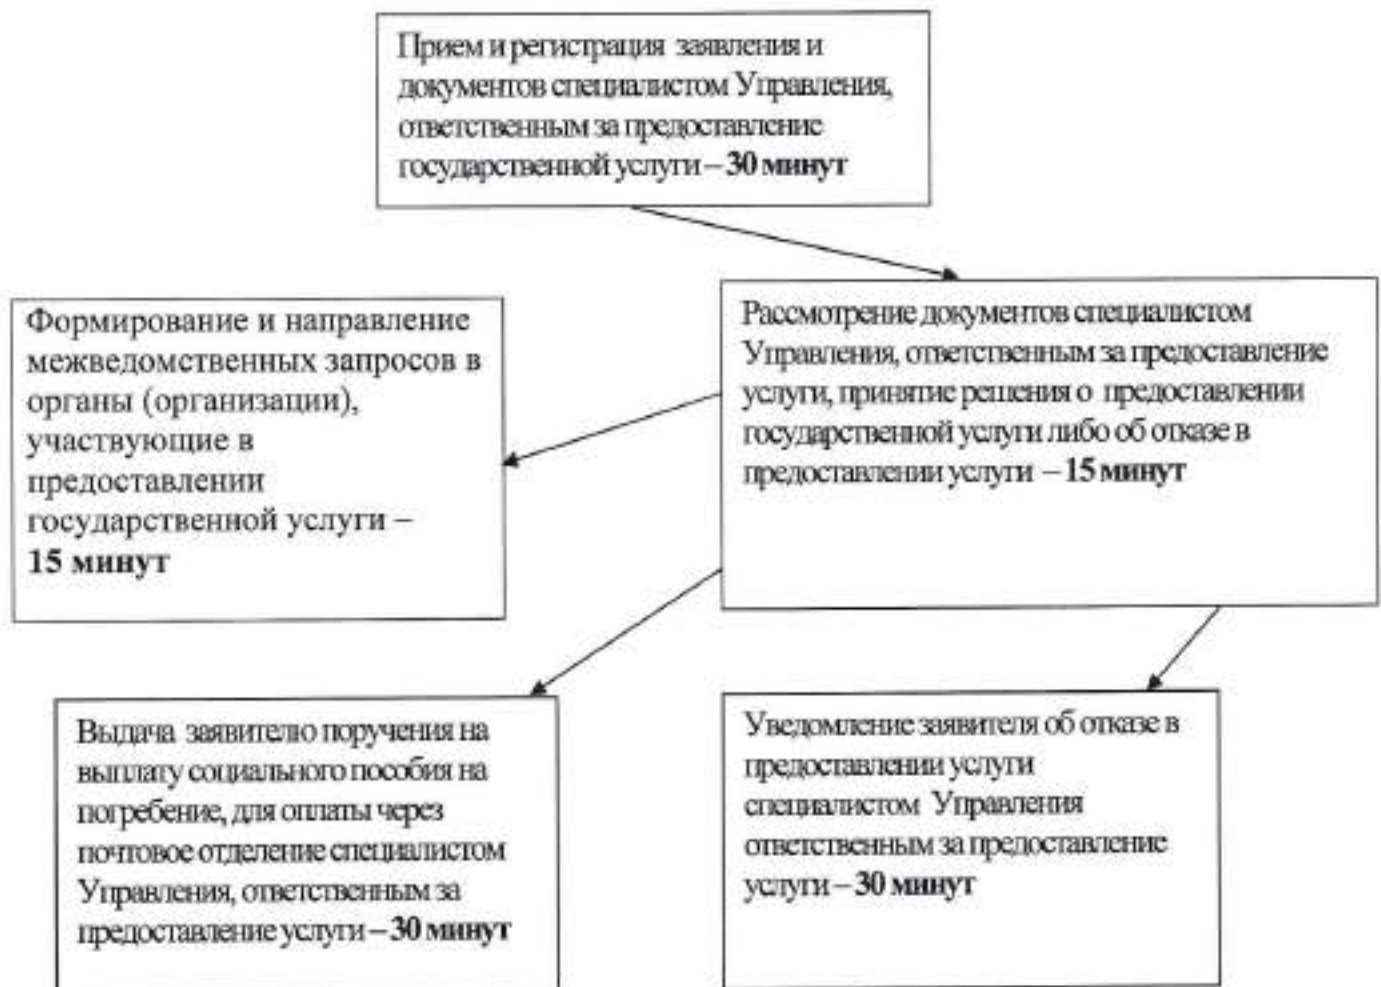 Прием и регистрация заявления и
документов специалистом Управления,
ответственным за предоставление
государственной услуги – 30 минут
Формирование и направление
межведомственных запросов в
органы (организации),
участвующие в
предоставлении
государственной услуги –
15 минут
Рассмотрение документов специалистом
Управления, ответственным за предоставление
услуги, принятие решения о предоставлении
государственной услуги либо об отказе в
предоставлении услуги – 15 минут
Выдача заявителю поручения на
выплату социального пособия на
погребение, для оплаты через
почтовое отделение специалистом
Управления, ответственным за
предоставление услуги – 30 минут
Уведомление заявителя об отказе в
предоставлении услуги
специалистом Управления
ответственным за предоставление
услуги – 30 минут